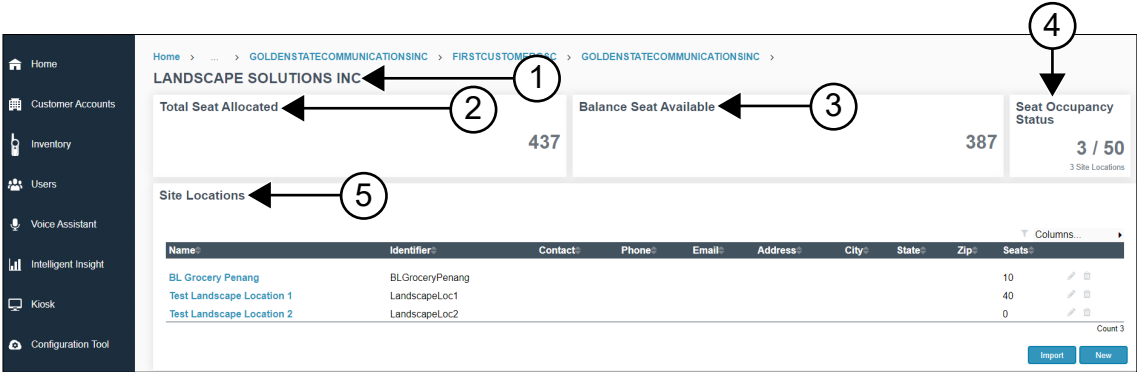 4
Home > ... > GOLDENSTATECOMMUNICATIONSINC > > GOLDENSTATECOMMUNICATIONSINC >
LANDSCAPE SOLUTIONS INC
1
Home
Customer Accounts
Inventory
Users
Voice Assistant
Intelligent Insight
Kiosk
Configuration Tool
Total Seat Allocated
2
437
Balance Seat Available
3
387
Seat Occupancy
Status
3 / 50
3 Site Locations
Site Locations
5
Columns...
Name Identifier Contact Phone Email Address City State Zip Seats
BL Grocery Penang BLGroceryPenang 10
Test Landscape Location 1 LandscapeLoc1 40
Test Landscape Location 2 LandscapeLoc2 0
Count 3
Import New